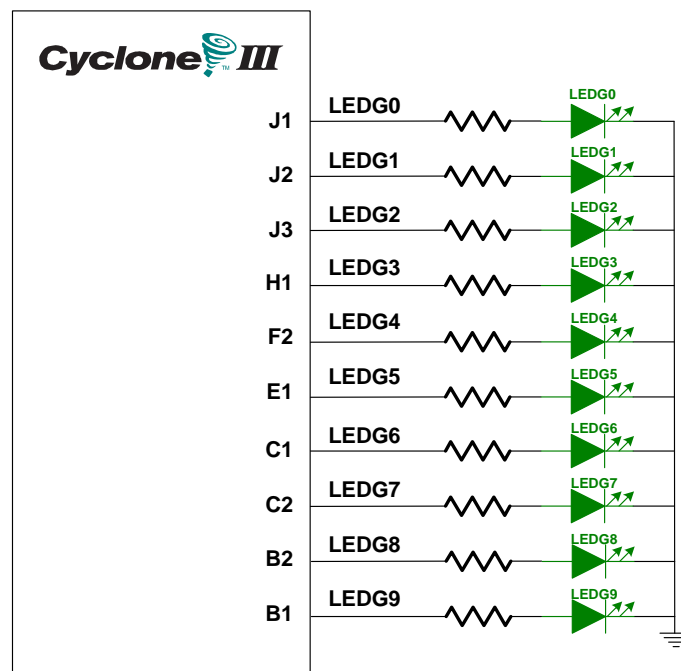 Cyclone III
TM
LEDG0
J1 LEDG0
LEDG1
J2 LEDG1
LEDG2
J3 LEDG2
LEDG3
H1 LEDG3
LEDG4
F2 LEDG4
LEDG5
E1 LEDG5
LEDG6
C1 LEDG6
LEDG7
C2 LEDG7
LEDG8
B2 LEDG8
LEDG9
B1 LEDG9